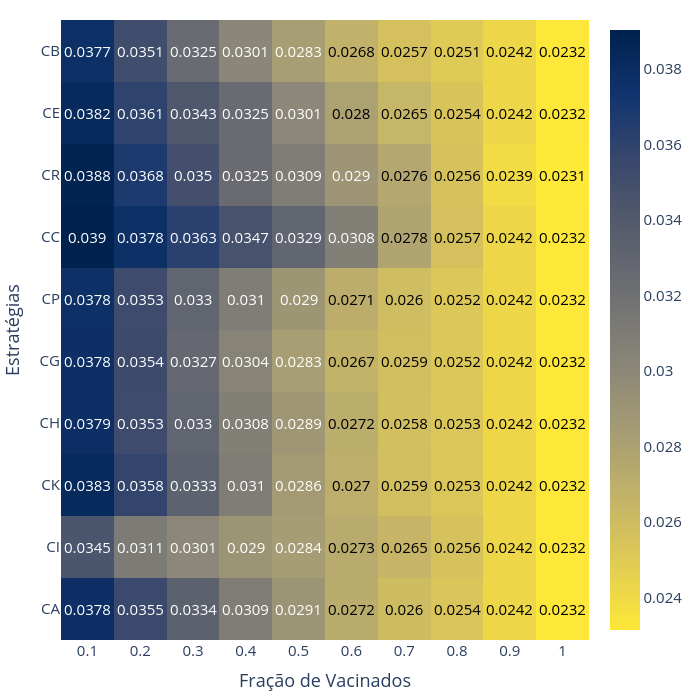 CB 0.0377 0.0351 0.0325 0.0301 0.0283 0.0268 0.0257 0.0251 0.0242 0.0232
CE 0.0382 0.0361 0.0343 0.0325 0.0301 0.028 0.0265 0.0254 0.0242 0.0232
CR 0.0388 0.0368 0.035 0.0325 0.0309 0.029 0.0276 0.0256 0.0239 0.0231
CC 0.039 0.0378 0.0363 0.0347 0.0329 0.0308 0.0278 0.0257 0.0242 0.0232
CP 0.0378 0.0353 0.033 0.031 0.029 0.0271 0.026 0.0252 0.0242 0.0232
CG 0.0378 0.0354 0.0327 0.0304 0.0283 0.0267 0.0259 0.0252 0.0242 0.0232
CH 0.0379 0.0353 0.033 0.0308 0.0289 0.0272 0.0258 0.0253 0.0242 0.0232
CK 0.0383 0.0358 0.0333 0.031 0.0286 0.027 0.0259 0.0253 0.0242 0.0232
CI 0.0345 0.0311 0.0301 0.029 0.0284 0.0273 0.0265 0.0256 0.0242 0.0232
CA 0.0378 0.0355 0.0334 0.0309 0.0291 0.0272 0.026 0.0254 0.0242 0.0232
0.1 0.2 0.3 0.4 0.5 0.6 0.7 0.8 0.9 1
Fração de Vacinados
Estratégias
0.038
0.036
0.034
0.032
0.03
0.028
0.026
0.024